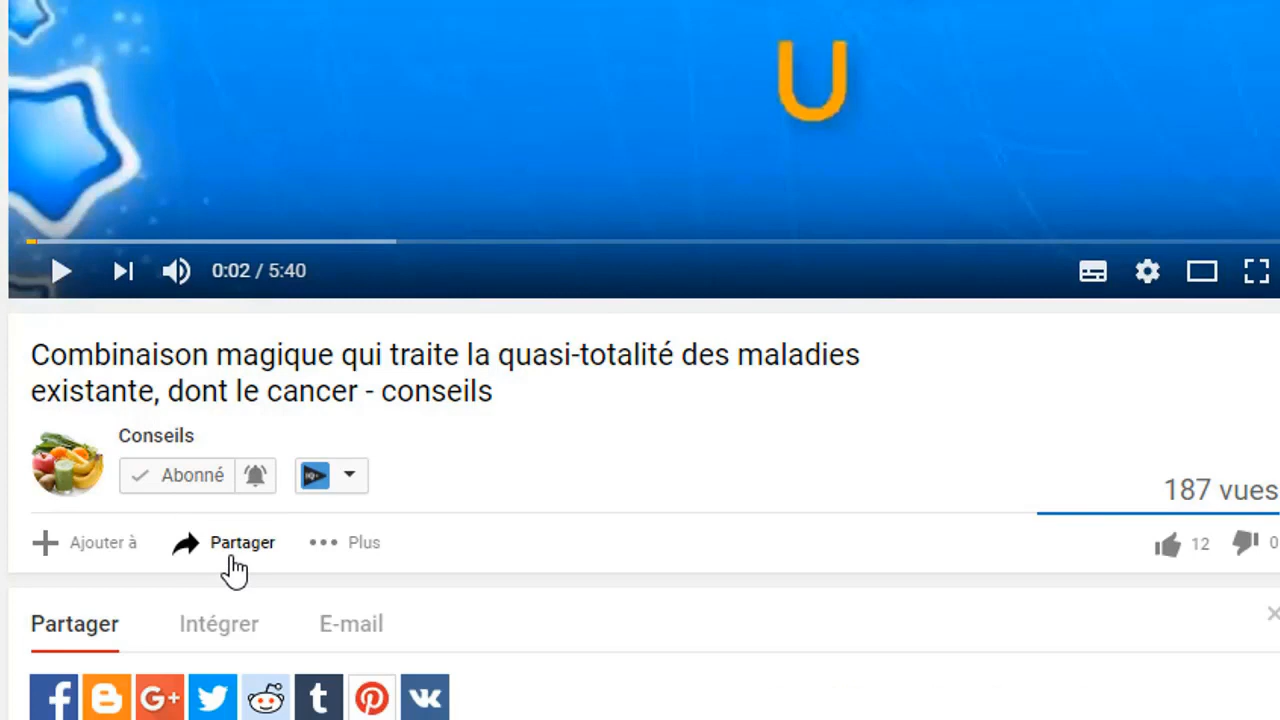 U
0:02 / 5:40
Combinaison magique qui traite la quasi-totalité des maladies
existante, dont le cancer - conseils
Conseils
Abonné
187 vues
Ajouter à Partager Plus 12 0
Partager Intégrer E-mail